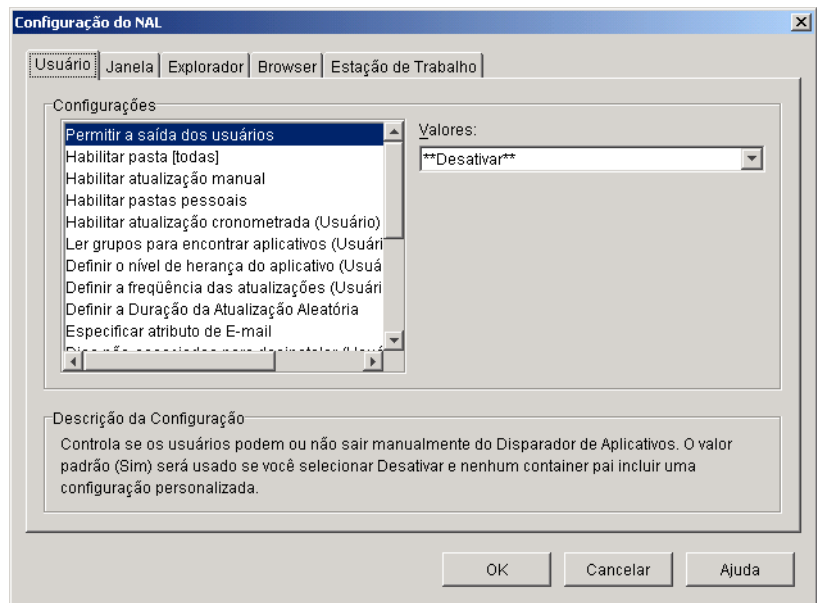 Configuração do NAL
Usuário Janela Explorador Browser Estação de Trabalho
Configurações
Permitir a saída dos usuários
Habilitar pasta [todas]
Habilitar atualização manual
Habilitar pastas pessoais
Habilitar atualização cronometrada (Usuário)
Ler grupos para encontrar aplicativos (Usuári
Definir o nível de herança do aplicativo (Usuá
Definir a freqüência das atualizações (Usuári
Definir a Duração da Atualização Aleatória
Especificar atributo de E-mail
Valores:
**Desativar**
Descrição da Configuração
Controla se os usuários podem ou não sair manualmente do Disparador de Aplicativos. O valor
padrão (Sim) será usado se você selecionar Desativar e nenhum container pai incluir uma
configuração personalizada.
OK Cancelar Ajuda